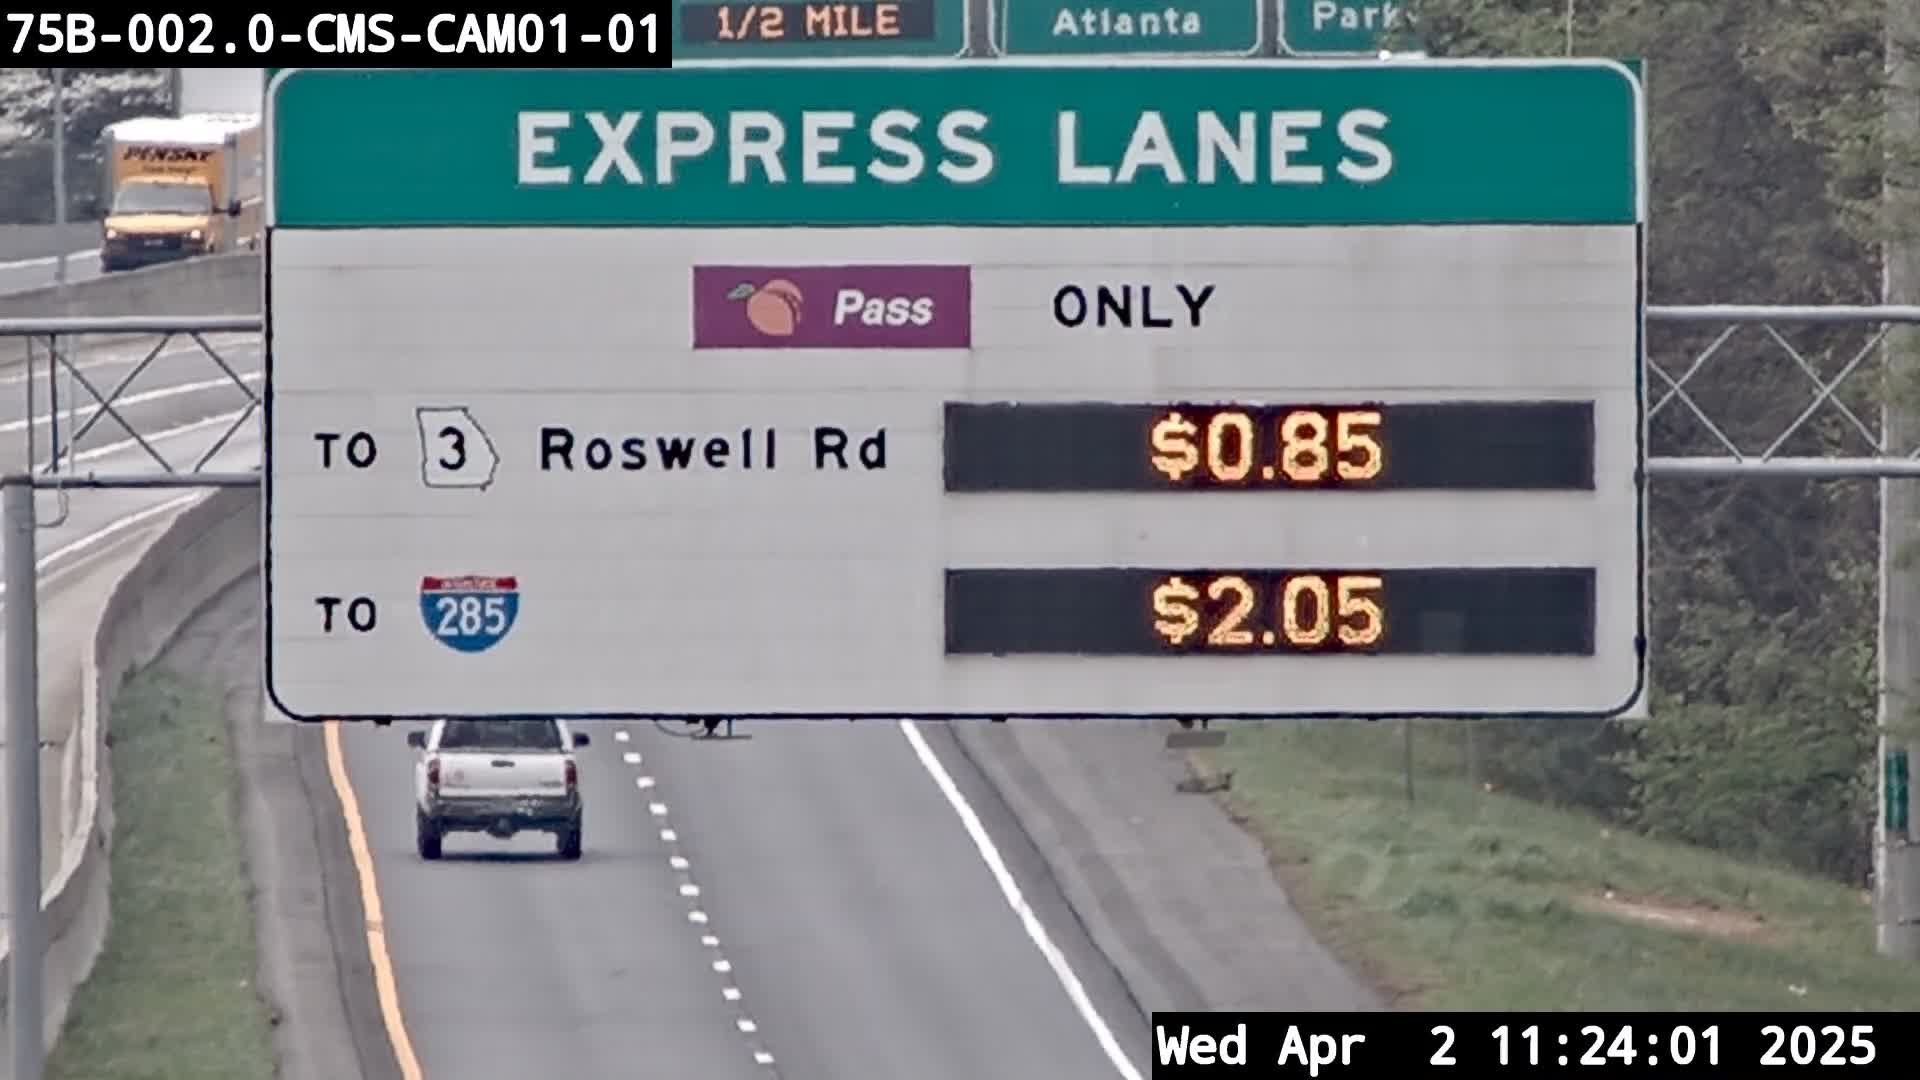 75B-002.0-CMS-CAM01-01
1/2 MILE
Atlanta
Park
PENSKE
EXPRESS LANES
Pass ONLY
TO 3 Roswell Rd $0.85
TO 285 $2.05
Wed Apr 2 11:24:01 2025